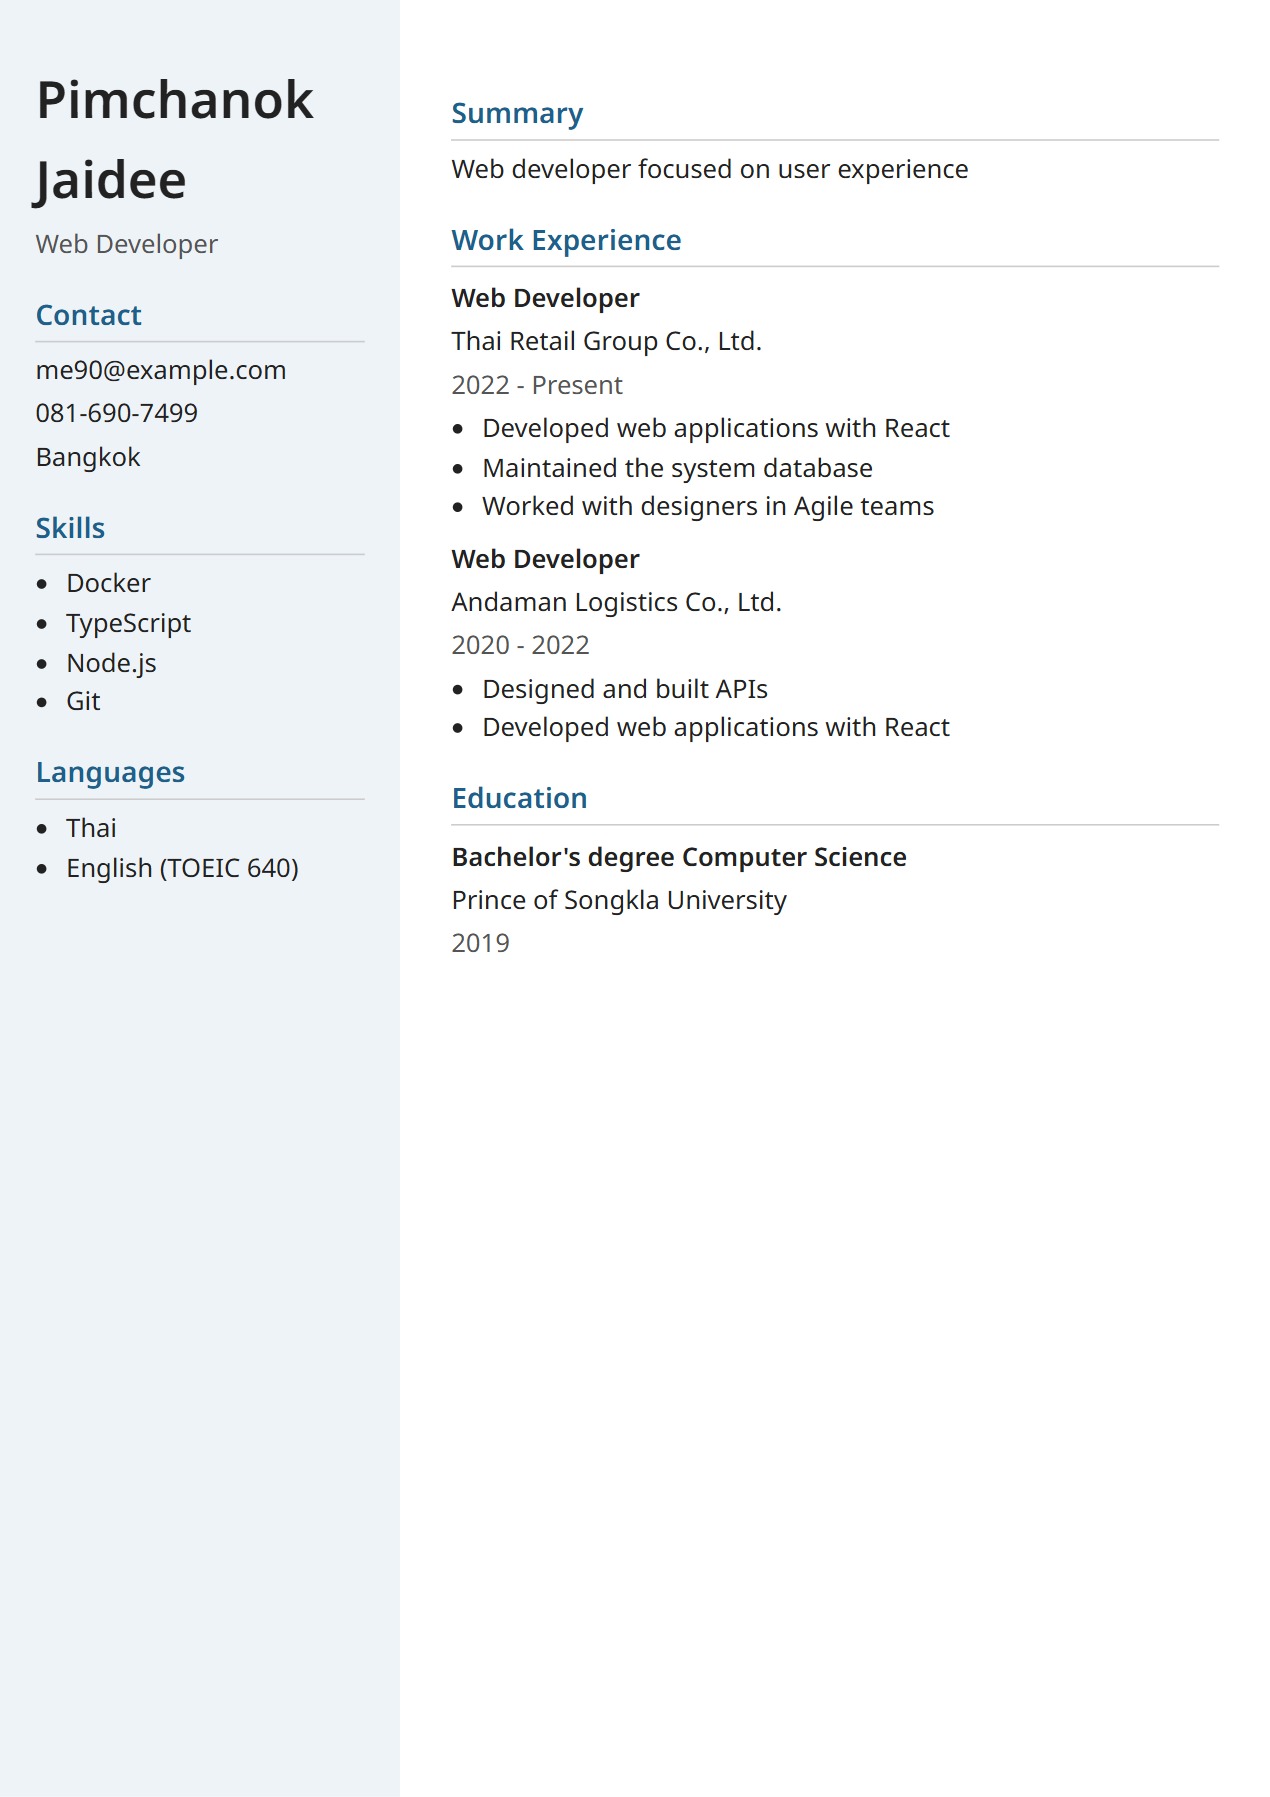 Pimchanok
Jaidee
Web Developer
Contact
me90@example.com
081-690-7499
Bangkok
Skills
Docker
TypeScript
Node.js
Git
Languages
Thai
English (TOEIC 640)
Summary
Web developer focused on user experience
Work Experience
Web Developer
Thai Retail Group Co., Ltd.
2022 - Present
Developed web applications with React
Maintained the system database
Worked with designers in Agile teams
Web Developer
Andaman Logistics Co., Ltd.
2020 - 2022
Designed and built APIs
Developed web applications with React
Education
Bachelor's degree Computer Science
Prince of Songkla University
2019